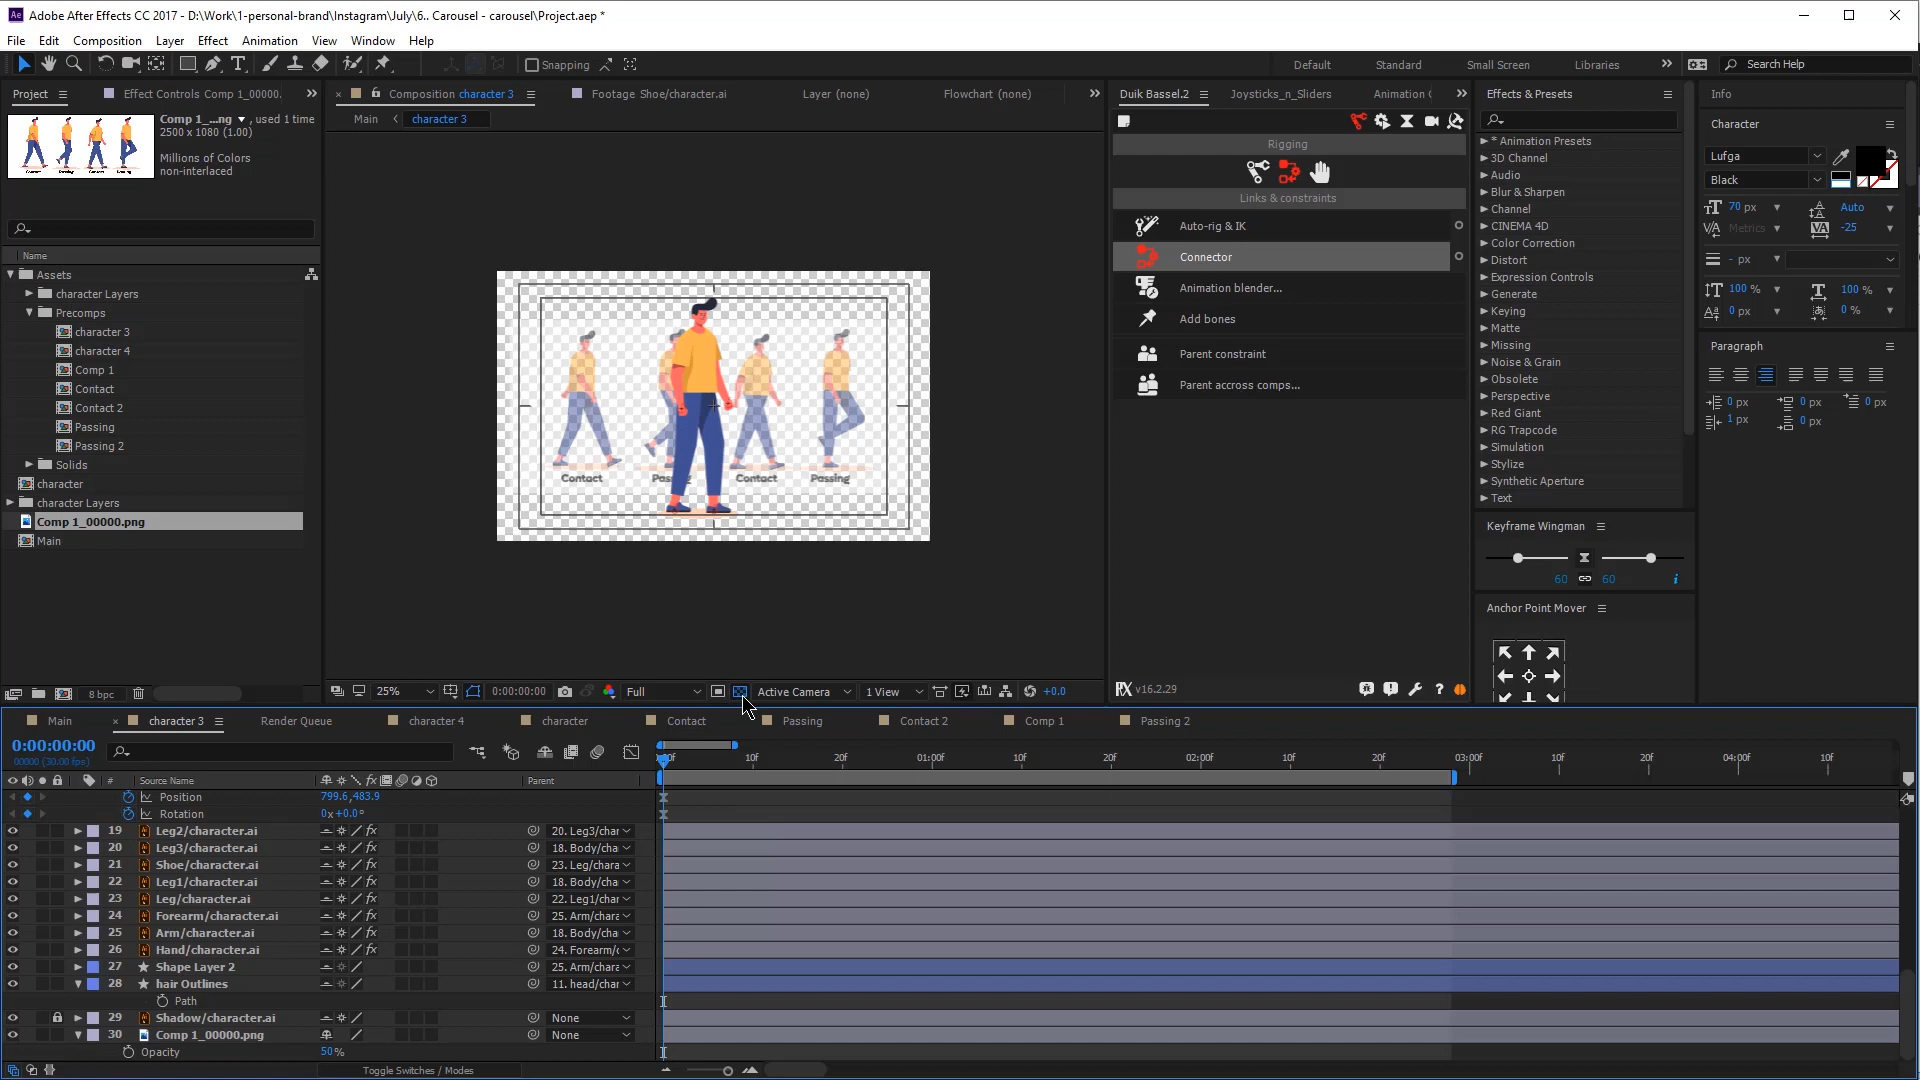 Adobe After Effects CC 2017 - D:\Work\1-personal-brand\Instagram\July\6.. Carousel - carousel\Project.aep *
File Edit Composition Layer Effect Animation View Window Help
Snapping
Default Standard Small Screen Libraries Search Help
Project Effect Controls Comp 1_00000.
Composition character 3 Footage Shoe/character.ai Layer (none) Flowchart (none)
Main character 3
Comp 1_...ng , used 1 time
2500 x 1080 (1.00)
Millions of Colors
non-interlaced
Name
Assets
character Layers
Precomps
character 3
character 4
Comp 1
Contact
Contact 2
Passing
Passing 2
Solids
character
character Layers
Comp 1_00000.png
Main
8 bpc
Contact Contact Passing
25% 0:00:00:00 Full Active Camera 1 View +0.0
Duik Bassel.2 Joysticks_n_Sliders Animation
Rigging
Links & constraints
Auto-rig & IK
Connector
Animation blender...
Add bones
Parent constraint
Parent accross comps...
v16.2.29
Effects & Presets
* Animation Presets
3D Channel
Audio
Blur & Sharpen
Channel
CINEMA 4D
Color Correction
Distort
Expression Controls
Generate
Keying
Matte
Missing
Noise & Grain
Obsolete
Perspective
Red Giant
RG Trapcode
Simulation
Stylize
Synthetic Aperture
Text
Keyframe Wingman
60 60
Anchor Point Mover
Info
Character
Lufga
Black
70 px Auto
Metrics -25
- px
100 % 100 %
0 px 0 %
Paragraph
0 px 0 px 0 px
1 px 0 px
Main character 3 Render Queue character 4 character Contact Passing Contact 2 Comp 1 Passing 2
0:00:00:00
00000 (30.00 fps)
10f 20f 01:00f 10f 20f 02:00f 10f 20f 03:00f 10f 20f 04:00f 10f
# Source Name Parent
Position 799.6,483.9
Rotation 0x+0.0°
19 Leg2/character.ai 20. Leg3/char
20 Leg3/character.ai 18. Body/cha
21 Shoe/character.ai 23. Leg/chara
22 Leg1/character.ai 18. Body/cha
23 Leg/character.ai 22. Leg1/char
24 Forearm/character.ai 25. Arm/chara
25 Arm/character.ai 18. Body/cha
26 Hand/character.ai 24. Forearm/c
27 Shape Layer 2 25. Arm/chara
28 hair Outlines 11. head/char
Path
29 Shadow/character.ai None
30 Comp 1_00000.png None
Opacity 50%
Toggle Switches / Modes